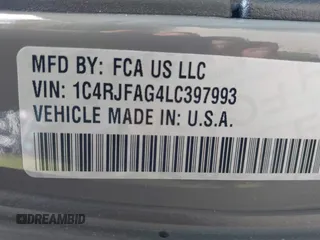 MFD BY: FCA US LLC
VIN: 1C4RJFAG4LC397993
VEHICLE MADE IN: U.S.A.
DREAMBID